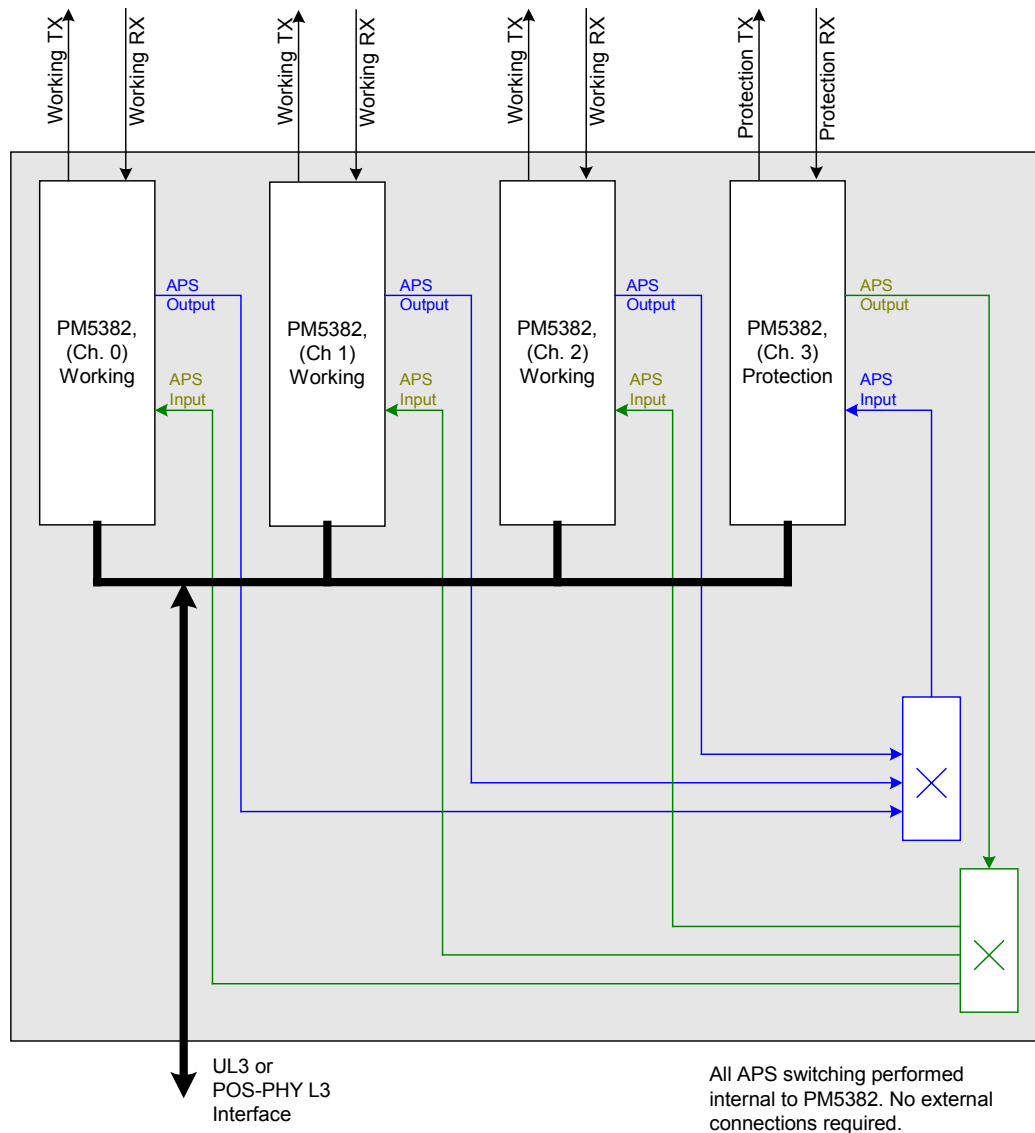 Working TX
Working RX
Working TX
Working RX
Working TX
Working RX
Protection TX
Protection RX
APS
Output
APS
Output
APS
Output
APS
Output
PM5382,
(Ch. 0)
Working
PM5382,
(Ch 1)
Working
PM5382,
(Ch. 2)
Working
PM5382,
(Ch. 3)
Protection
APS
Input
APS
Input
APS
Input
APS
Input
UL3 or
POS-PHY L3
Interface
All APS switching performed
internal to PM5382. No external
connections required.